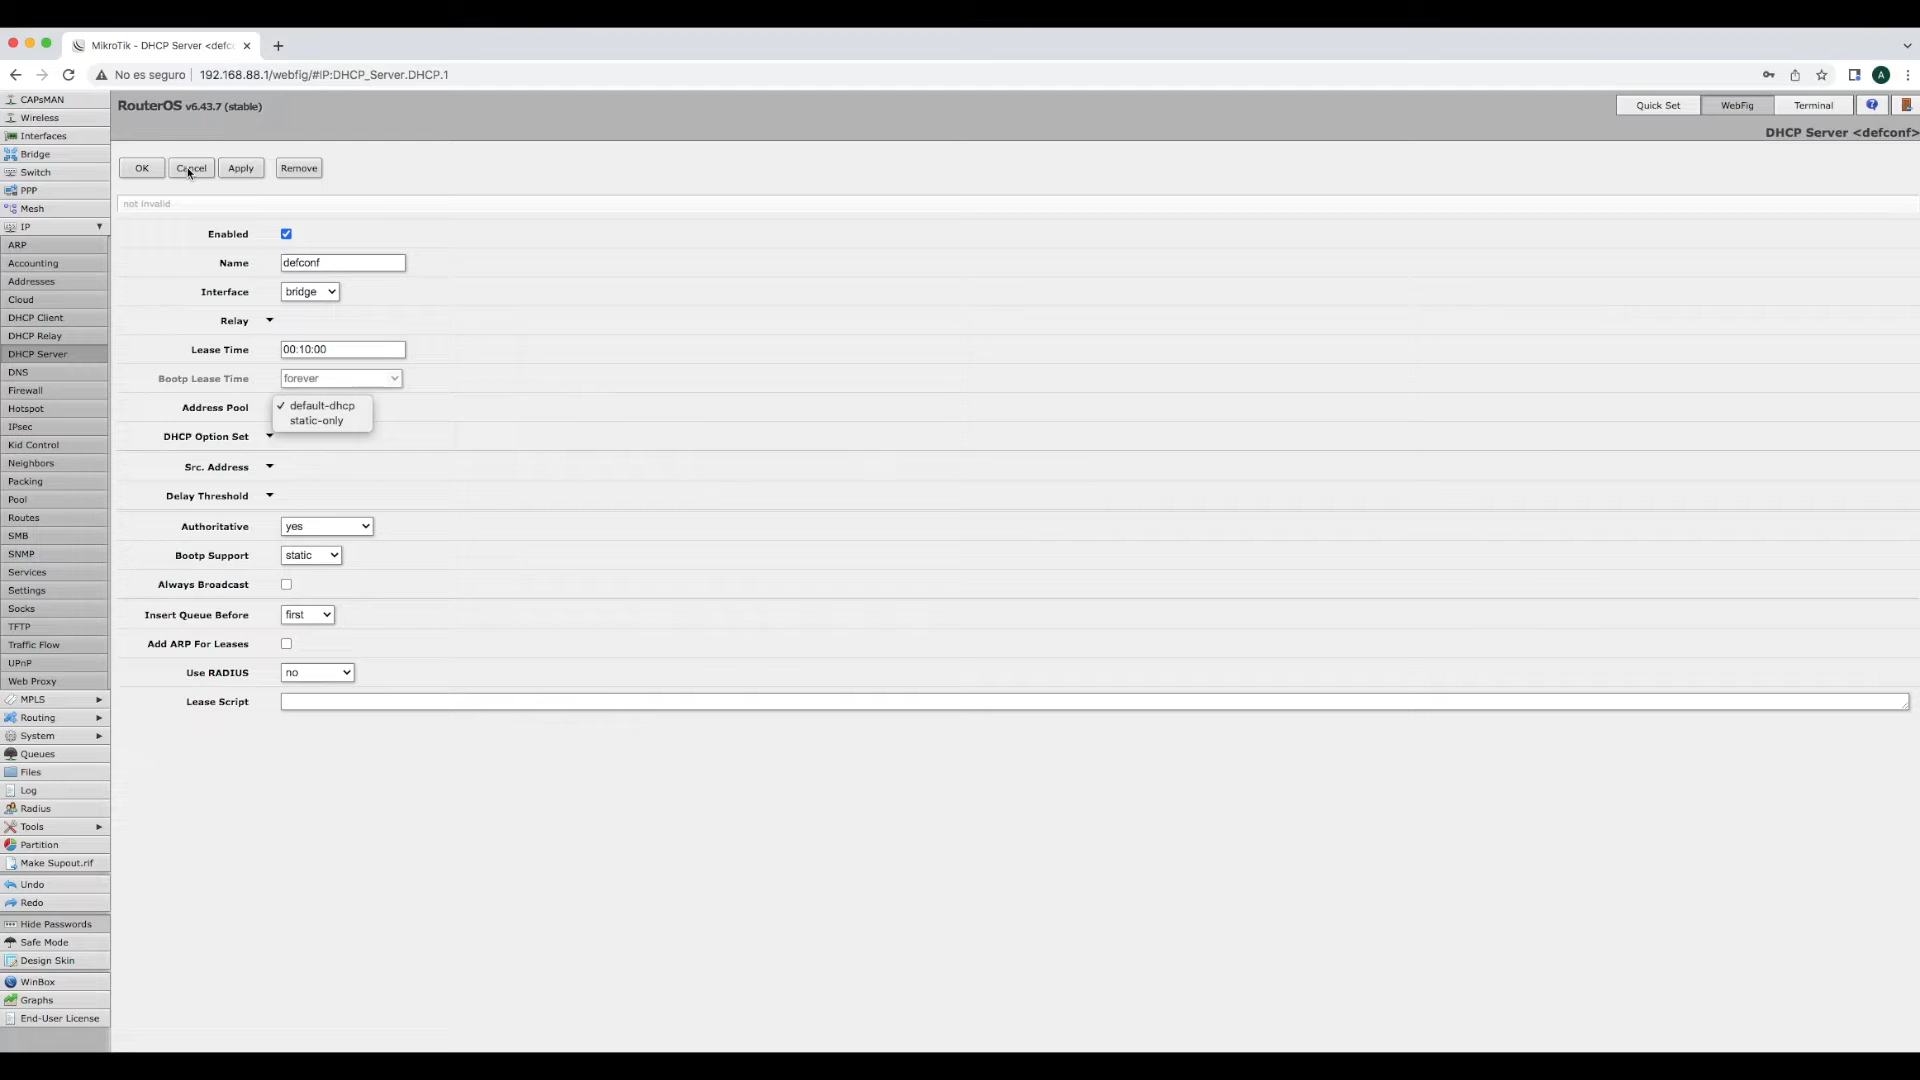 MikroTik - DHCP Server <defc
No es seguro 192.168.88.1/webfig/#IP:DHCP_Server.DHCP.1
A
CAPsMAN
Wireless
Interfaces
Bridge
Switch
PPP
Mesh
IP
ARP
Accounting
Addresses
Cloud
DHCP Client
DHCP Relay
DHCP Server
DNS
Firewall
Hotspot
IPsec
Kid Control
Neighbors
Packing
Pool
Routes
SMB
SNMP
Services
Settings
Socks
TFTP
Traffic Flow
UPnP
Web Proxy
MPLS
Routing
System
Queues
Files
Log
Radius
Tools
Partition
Make Supout.rif
Undo
Redo
Hide Passwords
Safe Mode
Design Skin
WinBox
Graphs
End-User License
RouterOS v6.43.7 (stable)
Quick Set WebFig Terminal ?
DHCP Server <defconf>
OK Cancel Apply Remove
not invalid
Enabled
Name defconf
Interface bridge
Relay
Lease Time 00:10:00
Bootp Lease Time forever
Address Pool default-dhcp
static-only
DHCP Option Set
Src. Address
Delay Threshold
Authoritative yes
Bootp Support static
Always Broadcast
Insert Queue Before first
Add ARP For Leases
Use RADIUS no
Lease Script